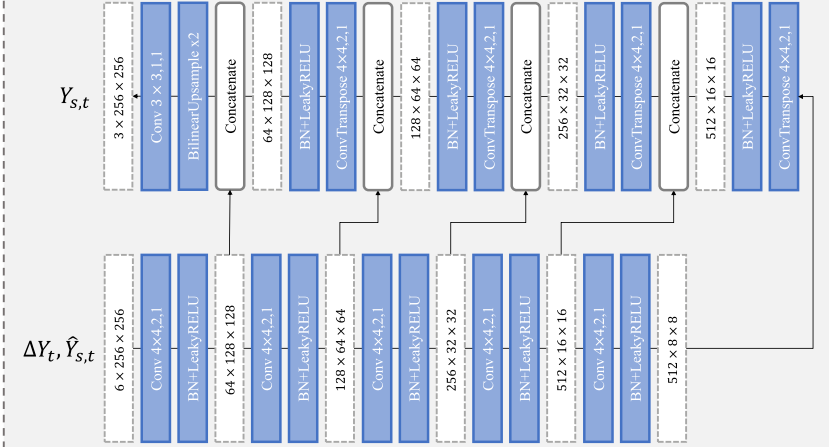 Y_{s,t}
3 × 256 × 256
Conv 3 × 3,1,1
BilinearUpsample x2
Concatenate
64 × 128 × 128
BN+LeakyRELU
ConvTranspose 4×4,2,1
Concatenate
128 × 64 × 64
BN+LeakyRELU
ConvTranspose 4×4,2,1
Concatenate
256 × 32 × 32
BN+LeakyRELU
ConvTranspose 4×4,2,1
Concatenate
512 × 16 × 16
BN+LeakyRELU
ConvTranspose 4×4,2,1
ΔY_t, Ŷ_{s,t}
6 × 256 × 256
Conv 4×4,2,1
BN+LeakyRELU
64 × 128 × 128
Conv 4×4,2,1
BN+LeakyRELU
128 × 64 × 64
Conv 4×4,2,1
BN+LeakyRELU
256 × 32 × 32
Conv 4×4,2,1
BN+LeakyRELU
512 × 16 × 16
Conv 4×4,2,1
BN+LeakyRELU
512 × 8 × 8